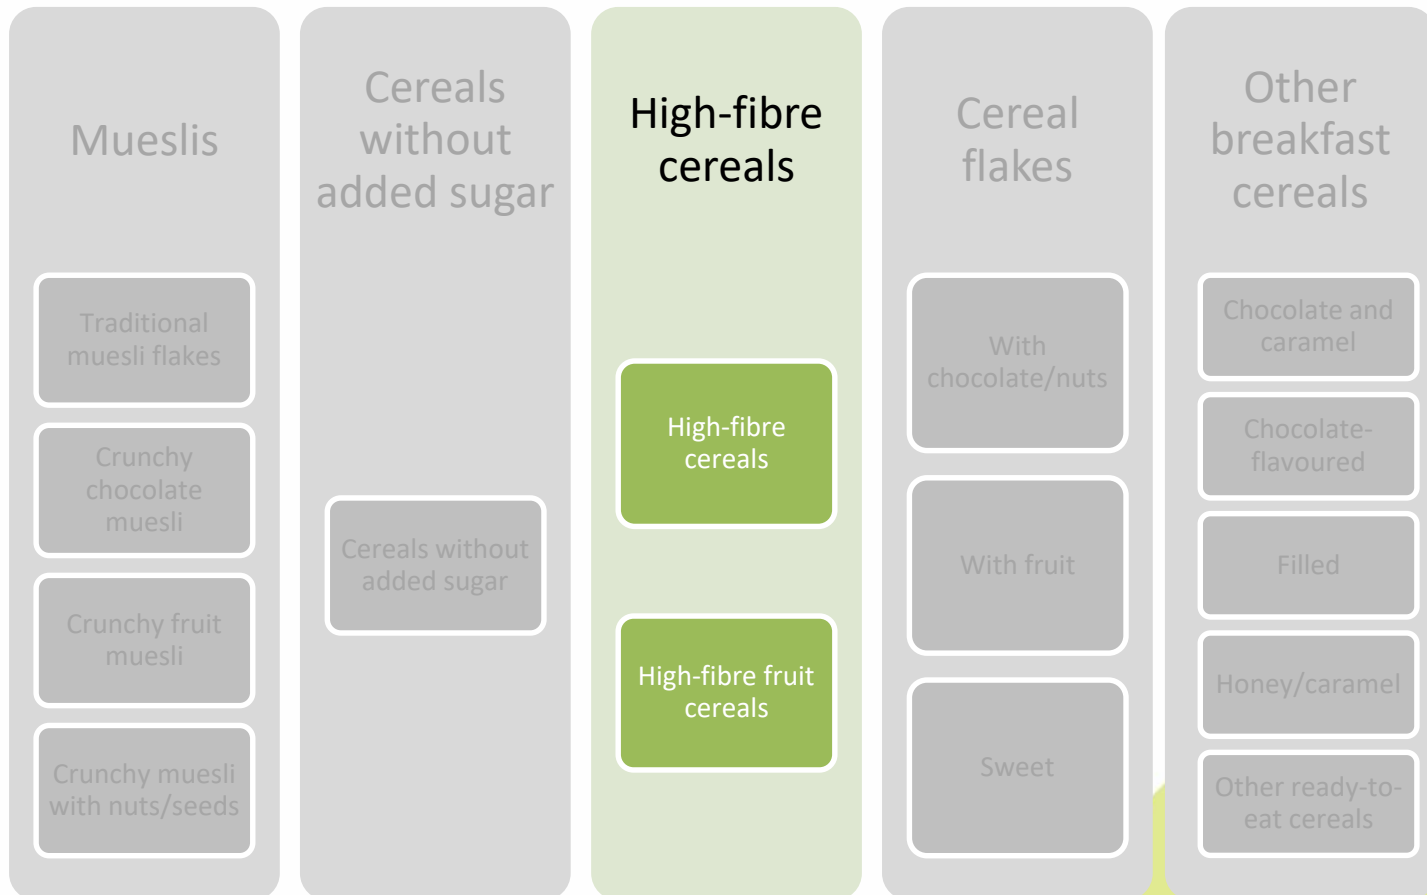 Mueslis
Traditional
muesli flakes
Crunchy
chocolate
muesli
Crunchy fruit
muesli
Crunchy muesli
with nuts/seeds
Cereals
without
added sugar
Cereals without
added sugar
High-fibre
cereals
High-fibre
cereals
High-fibre fruit
cereals
Cereal
flakes
With
chocolate/nuts
With fruit
Sweet
Other
breakfast
cereals
Chocolate and
caramel
Chocolate-
flavoured
Filled
Honey/caramel
Other ready-to-
eat cereals